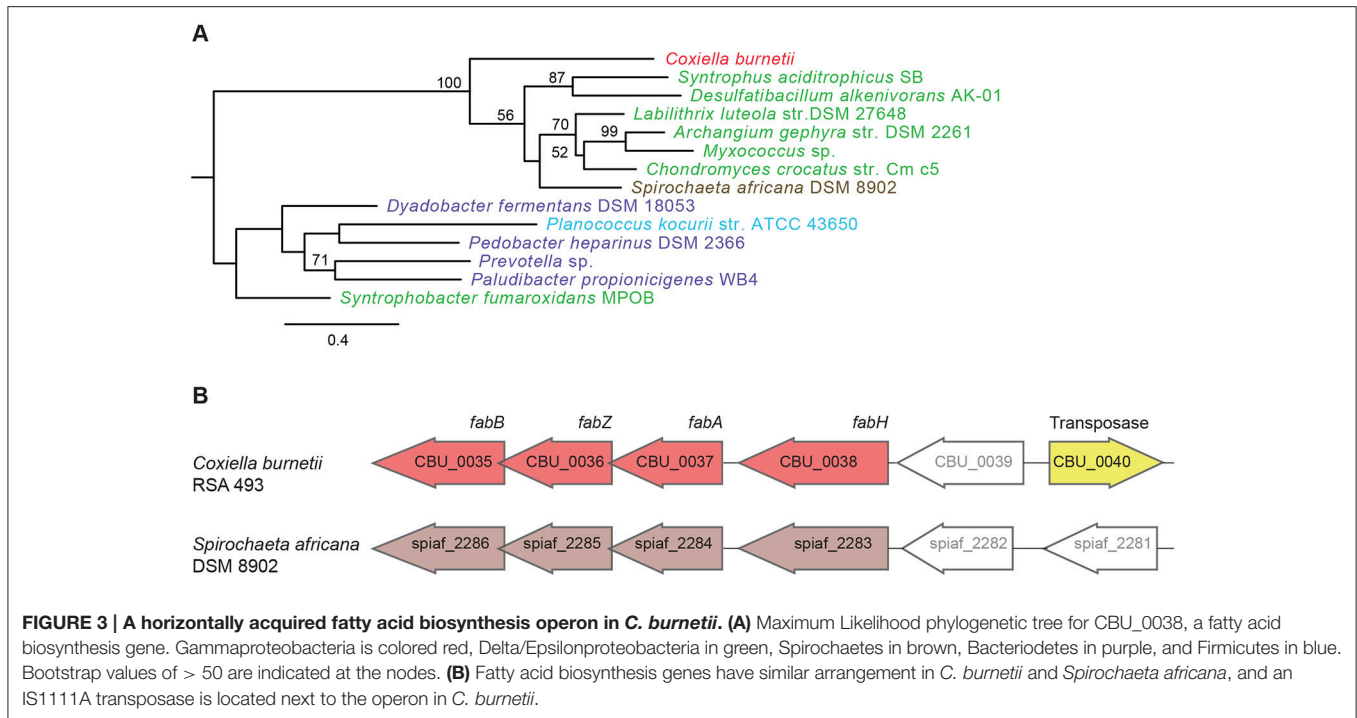 A
Coxiella burnetii
100
87
Syntrophus aciditrophicus SB
Desulfatibacillum alkenivorans AK-01
56
Labilithrix luteola str.DSM 27648
70
99
Archangium gephyra str. DSM 2261
Myxococcus sp.
52
Chondromyces crocatus str. Cm c5
Spirochaeta africana DSM 8902
Dyadobacter fermentans DSM 18053
Planococcus kocurii str. ATCC 43650
Pedobacter heparinus DSM 2366
71
Prevotella sp.
Paludibacter propionicigenes WB4
Syntrophobacter fumaroxidans MPOB
0.4
B
fabB fabZ fabA fabH Transposase
Coxiella burnetii
RSA 493
CBU_0035 CBU_0036 CBU_0037 CBU_0038 CBU_0039 CBU_0040
Spirochaeta africana
DSM 8902
spiaf_2286 spiaf_2285 spiaf_2284 spiaf_2283 spiaf_2282 spiaf_2281
FIGURE 3 | A horizontally acquired fatty acid biosynthesis operon in C. burnetii. (A) Maximum Likelihood phylogenetic tree for CBU_0038, a fatty acid
biosynthesis gene. Gammaproteobacteria is colored red, Delta/Epsilonproteobacteria in green, Spirochaetes in brown, Bacteriodetes in purple, and Firmicutes in blue.
Bootstrap values of > 50 are indicated at the nodes. (B) Fatty acid biosynthesis genes have similar arrangement in C. burnetii and Spirochaeta africana, and an
IS1111A transposase is located next to the operon in C. burnetii.